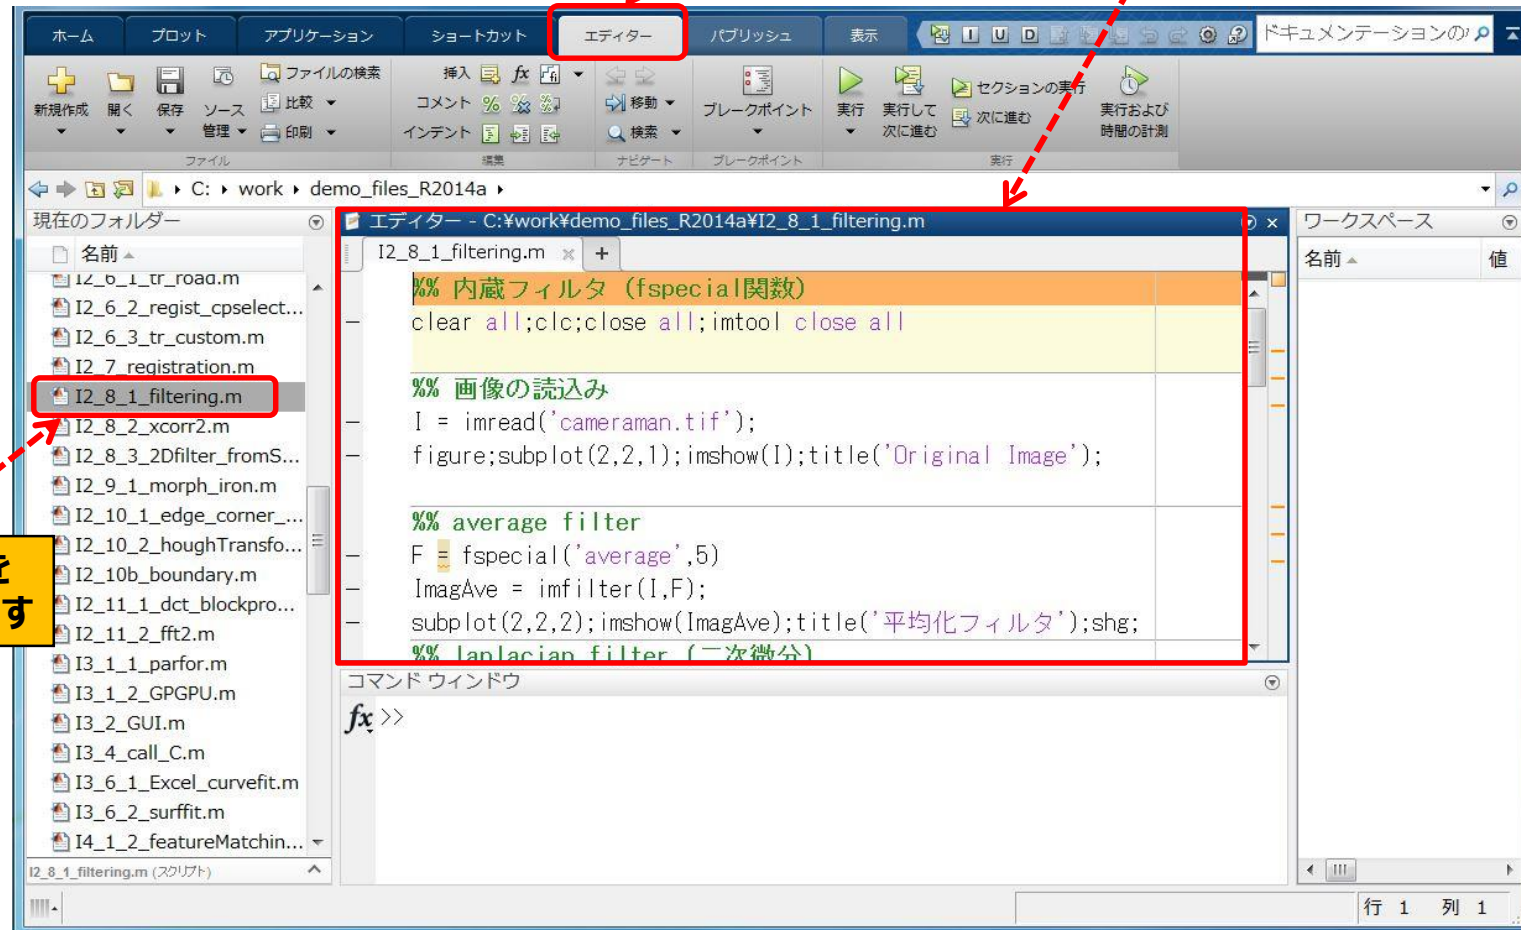 ホーム プロット アプリケーション ショートカット エディター パブリッシュ 表示 I U D ドキュメンテーションの
ファイルの検索 挿入 fx セクションの実行
新規作成 開く 保存 ソース管理 比較 コメント 移動 ブレークポイント 実行 実行して次に進む 次に進む 実行および時間の計測
印刷 インデント 検索
ファイル 編集 ナビゲート ブレークポイント 実行
C: work demo_files_R2014a
現在のフォルダー
名前
I2_6_1_tr_road.m
I2_6_2_regist_cpselect...
I2_6_3_tr_custom.m
I2_7_registration.m
I2_8_1_filtering.m
I2_8_2_xcorr2.m
I2_8_3_2Dfilter_fromS...
I2_9_1_morph_iron.m
I2_10_1_edge_corner_...
I2_10_2_houghTransfo...
I2_10b_boundary.m
I2_11_1_dct_blockpro...
I2_11_2_fft2.m
I3_1_1_parfor.m
I3_1_2_GPGPU.m
I3_2_GUI.m
I3_4_call_C.m
I3_6_1_Excel_curvefit.m
I3_6_2_surffit.m
I4_1_2_featureMatchin...
I2_8_1_filtering.m (スクリプト)
を
す
エディター - C:¥work¥demo_files_R2014a¥I2_8_1_filtering.m
I2_8_1_filtering.m
%% 内蔵フィルタ (fspecial関数)
clear all;clc;close all;imtool close all
%% 画像の読込み
I = imread('cameraman.tif');
figure;subplot(2,2,1);imshow(I);title('Original Image');
%% average filter
F = fspecial('average',5)
ImagAve = imfilter(I,F);
subplot(2,2,2);imshow(ImagAve);title('平均化フィルタ');shg;
%% laplacian filter (二次微分)
コマンド ウィンドウ
fx >>
ワークスペース
名前 値
行 1 列 1